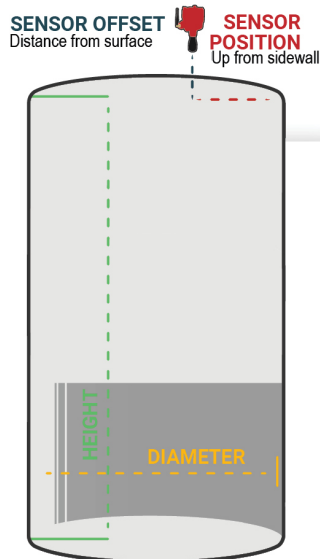 SENSOR OFFSET
Distance from surface
SENSOR
POSITION
Up from sidewall
HEIGHT
DIAMETER